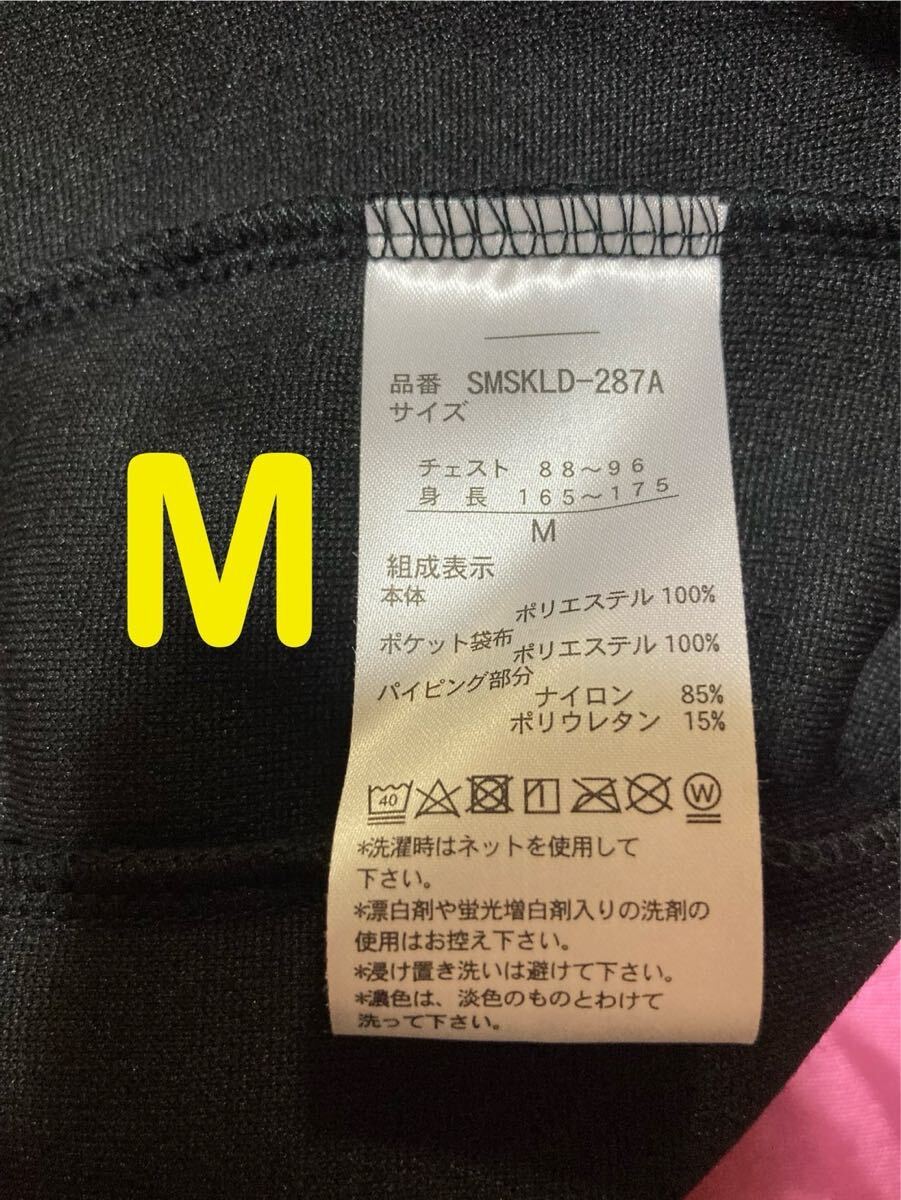 品番 SMSKLD-287A
サイズ
チェスト 88~96
身 長 165~175
M
M
組成表示
本体
ポリエステル 100%
ポケット袋布
ポリエステル 100%
パイピング部分
ナイロン 85%
ポリウレタン 15%
40 1 W
*洗濯時はネットを使用して
下さい。
*漂白剤や蛍光増白剤入りの洗剤の
使用はお控え下さい。
*浸け置き洗いは避けて下さい。
*濃色は、淡色のものとわけて
洗って下さい。